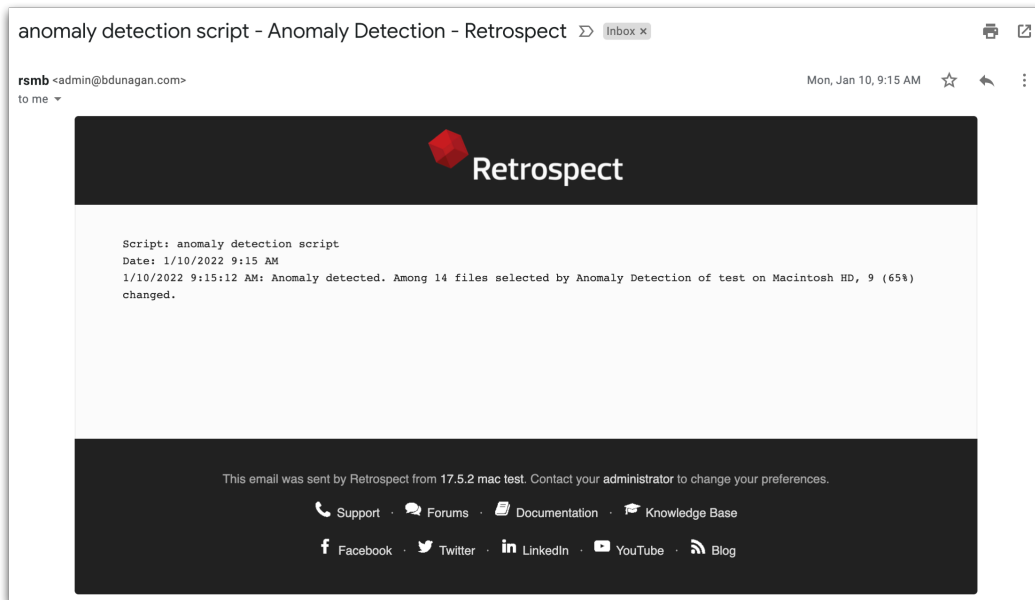 anomaly detection script - Anomaly Detection - Retrospect Inbox ×
rsmb <admin@bdunagan.com> Mon, Jan 10, 9:15 AM
to me
Retrospect
Script: anomaly detection script
Date: 1/10/2022 9:15 AM
1/10/2022 9:15:12 AM: Anomaly detected. Among 14 files selected by Anomaly Detection of test on Macintosh HD, 9 (65%)
changed.
This email was sent by Retrospect from 17.5.2 mac test. Contact your administrator to change your preferences.
Support · Forums · Documentation · Knowledge Base
Facebook · Twitter · LinkedIn · YouTube · Blog